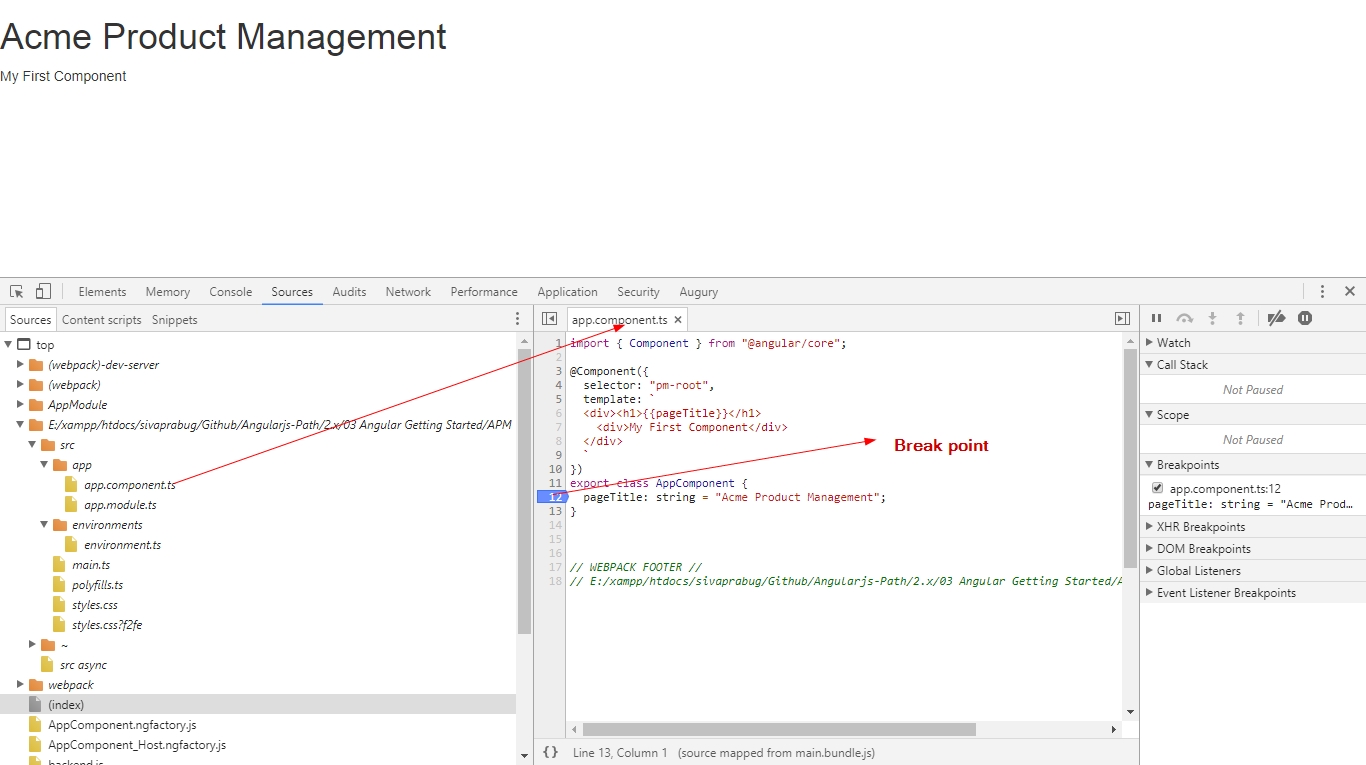 Acme Product Management
My First Component
Elements Memory Console Sources Audits Network Performance Application Security Augury
Sources Content scripts Snippets
top
(webpack)-dev-server
(webpack)
AppModule
E:/xampp/htdocs/sivaprabug/Github/Angularjs-Path/2.x/03 Angular Getting Started/APM
src
app
app.component.ts
app.module.ts
environments
environment.ts
main.ts
polyfills.ts
styles.css
styles.css?f2fe
~
src async
webpack
(index)
AppComponent.ngfactory.js
AppComponent_Host.ngfactory.js
backend.js
app.component.ts
1 import { Component } from "@angular/core";
2
3 @Component({
4 selector: "pm-root",
5 template: `
6 <div><h1>{{pageTitle}}</h1>
7 <div>My First Component</div>
8 </div>
9 `
10 })
11 export class AppComponent {
12 pageTitle: string = "Acme Product Management";
13 }
14
15
16
17 // WEBPACK FOOTER //
18 // E:/xampp/htdocs/sivaprabug/Github/Angularjs-Path/2.x/03 Angular Getting Started/A
Break point
{} Line 13, Column 1 (source mapped from main.bundle.js)
Watch
Call Stack
Not Paused
Scope
Not Paused
Breakpoints
app.component.ts:12
pageTitle: string = "Acme Prod…
XHR Breakpoints
DOM Breakpoints
Global Listeners
Event Listener Breakpoints